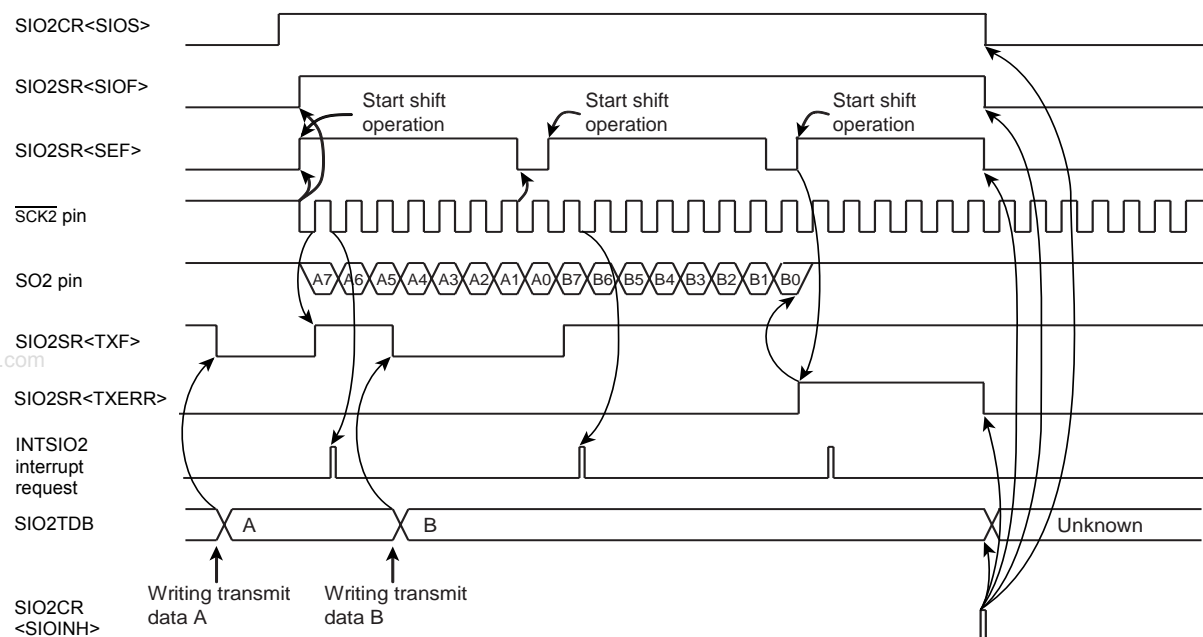 SIO2CR<SIOS>
SIO2SR<SIOF>
Start shift
operation
Start shift
operation
Start shift
operation
SIO2SR<SEF>
SCK2 pin
SO2 pin
A7 A6 A5 A4 A3 A2 A1 A0 B7 B6 B5 B4 B3 B2 B1 B0
SIO2SR<TXF>
.com
SIO2SR<TXERR>
INTSIO2
interrupt
request
SIO2TDB
A
B
Unknown
Writing transmit
data A
Writing transmit
data B
SIO2CR
<SIOINH>